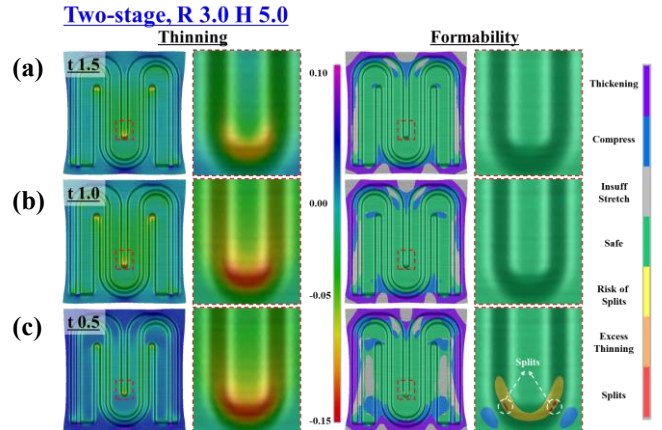 Two-stage, R 3.0 H 5.0
Thinning
Formability
(a)
t 1.5
(b)
t 1.0
(c)
t 0.5
0.10
0.00
-0.05
-0.15
Splits
Thickening
Compress
Insuff
Stretch
Safe
Risk of
Splits
Excess
Thinning
Splits